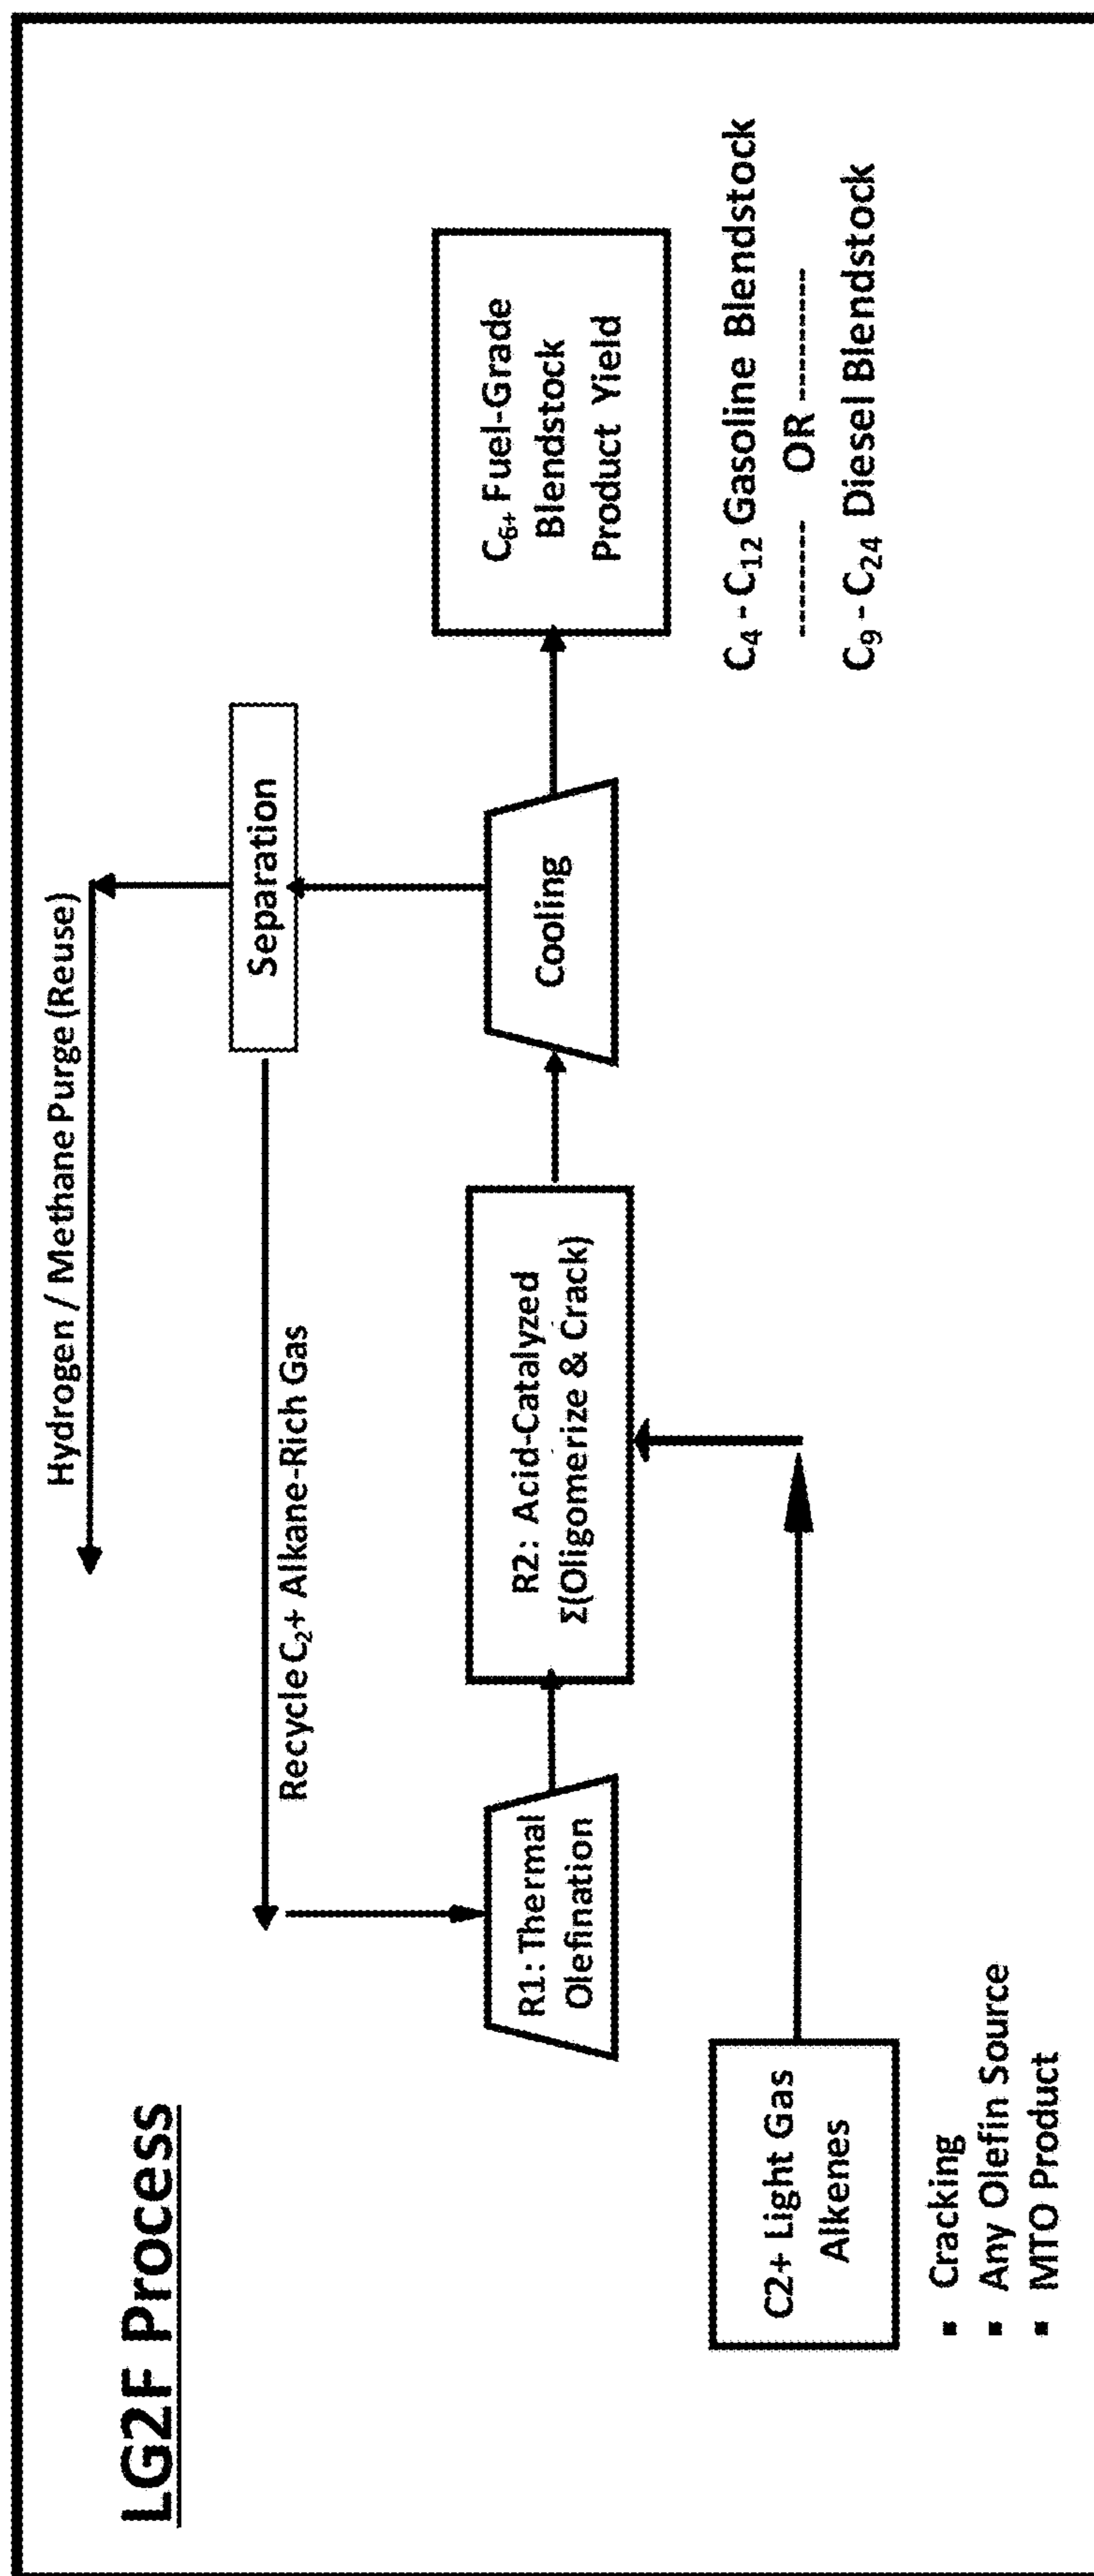 LG2F Process
Hydrogen / Methane Purge (Reuse)
Separation
Recycle C₂+ Alkane-Rich Gas
R1: Thermal
Olefination
R2: Acid-Catalyzed
Σ(Oligomerize & Crack)
Cooling
C₆₊ Fuel-Grade
Blendstock
Product Yield
C₄ - C₁₂ Gasoline Blendstock
-------- OR ---------
C₉ - C₂₄ Diesel Blendstock
C2+ Light Gas
Alkenes
▪ Cracking
▪ Any Olefin Source
▪ MTO Product